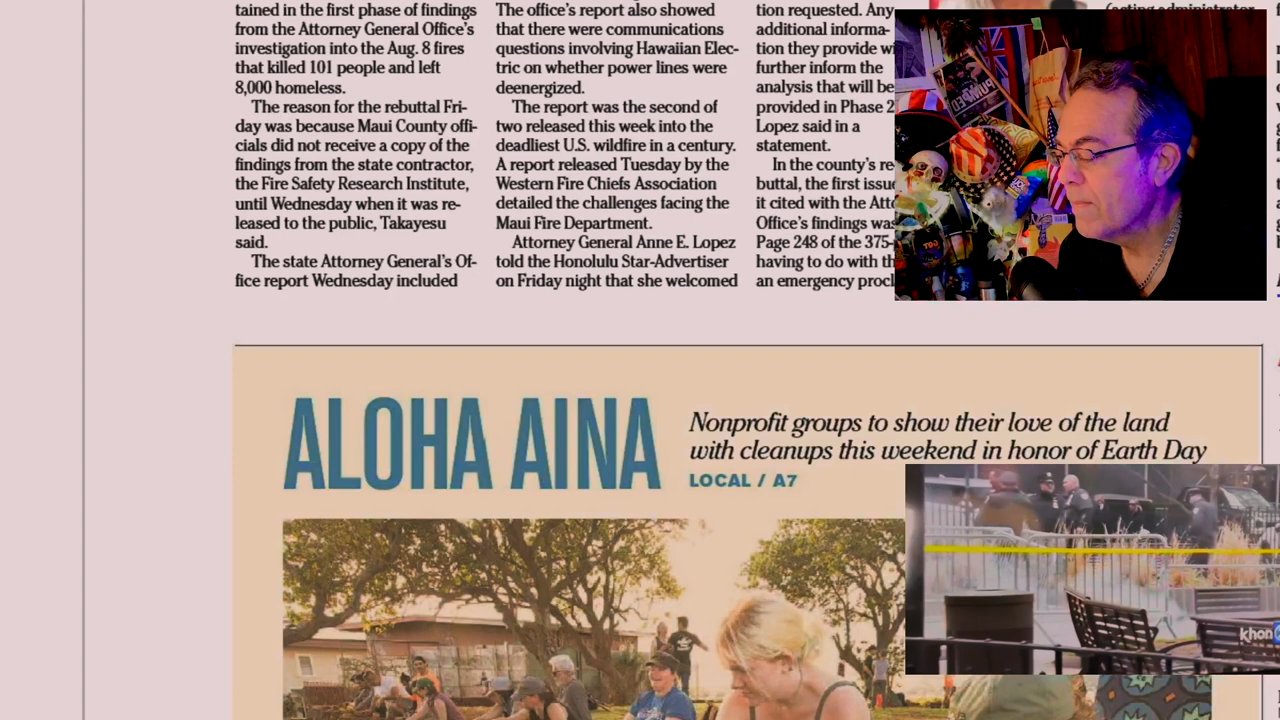 tained in the first phase of findings
from the Attorney General Office's
investigation into the Aug. 8 fires
that killed 101 people and left
8,000 homeless.
The reason for the rebuttal Fri-
day was because Maui County offi-
cials did not receive a copy of the
findings from the state contractor,
the Fire Safety Research Institute,
until Wednesday when it was re-
leased to the public, Takayesu
said.
The state Attorney General's Of-
fice report Wednesday included
The office's report also showed
that there were communications
questions involving Hawaiian Elec-
tric on whether power lines were
deenergized.
The report was the second of
two released this week into the
deadliest U.S. wildfire in a century.
A report released Tuesday by the
Western Fire Chiefs Association
detailed the challenges facing the
Maui Fire Department.
Attorney General Anne E. Lopez
told the Honolulu Star-Advertiser
on Friday night that she welcomed
tion requested. Any
additional informa-
tion they provide wi
further inform the
analysis that will be
provided in Phase 2
Lopez said in a
statement.
In the county's re-
buttal, the first issue
it cited with the Atto
Office's findings was
Page 248 of the 375-
having to do with th
an emergency procl
(acting administrator
PUMPED
TOO
ALOHA AINA
Nonprofit groups to show their love of the land
with cleanups this weekend in honor of Earth Day
LOCAL / A7
khon